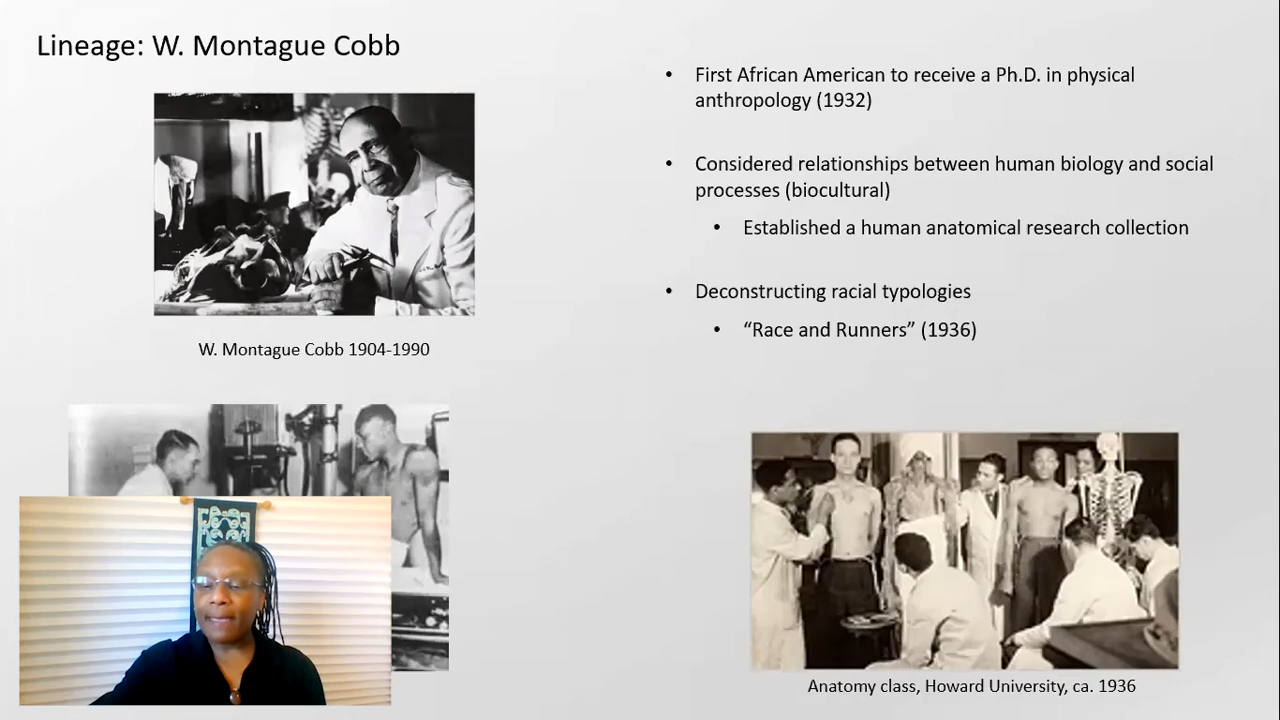 Lineage: W. Montague Cobb
• First African American to receive a Ph.D. in physical
anthropology (1932)
• Considered relationships between human biology and social
processes (biocultural)
• Established a human anatomical research collection
• Deconstructing racial typologies
• “Race and Runners” (1936)
W. Montague Cobb 1904-1990
Anatomy class, Howard University, ca. 1936